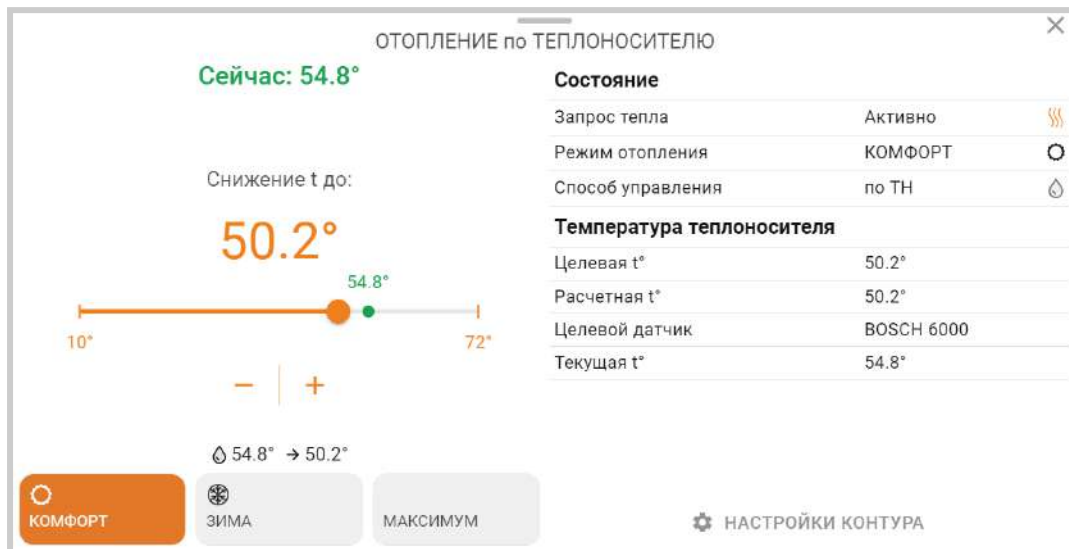 ОТОПЛЕНИЕ по ТЕПЛОНОСИТЕЛЮ
Сейчас: 54.8°
Снижение t до:
50.2°
54.8°
10°
72°
54.8° → 50.2°
КОМФОРТ
ЗИМА
МАКСИМУМ
Состояние
Запрос тепла Активно
Режим отопления КОМФОРТ
Способ управления по ТН
Температура теплоносителя
Целевая t° 50.2°
Расчетная t° 50.2°
Целевой датчик BOSCH 6000
Текущая t° 54.8°
НАСТРОЙКИ КОНТУРА